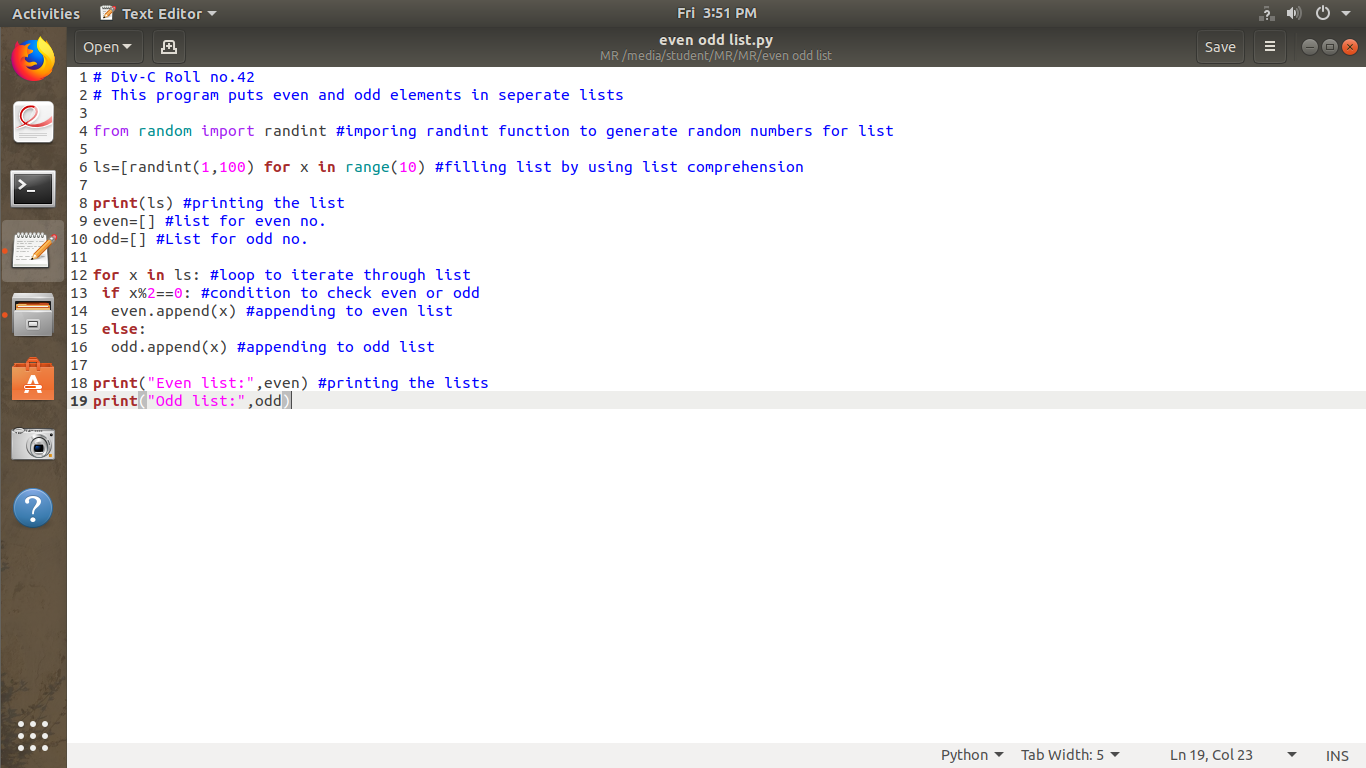 Activities Text Editor Fri 3:51 PM
Open even odd list.py Save
MR /media/student/MR/MR/even odd list
1 # Div-C Roll no.42
2 # This program puts even and odd elements in seperate lists
3
4 from random import randint #imporing randint function to generate random numbers for list
5
6 ls=[randint(1,100) for x in range(10) #filling list by using list comprehension
7
8 print(ls) #printing the list
9 even=[] #list for even no.
10 odd=[] #List for odd no.
11
12 for x in ls: #loop to iterate through list
13  if x%2==0: #condition to check even or odd
14   even.append(x) #appending to even list
15  else:
16   odd.append(x) #appending to odd list
17
18 print("Even list:",even) #printing the lists
19 print("Odd list:",odd)
Python Tab Width: 5 Ln 19, Col 23 INS